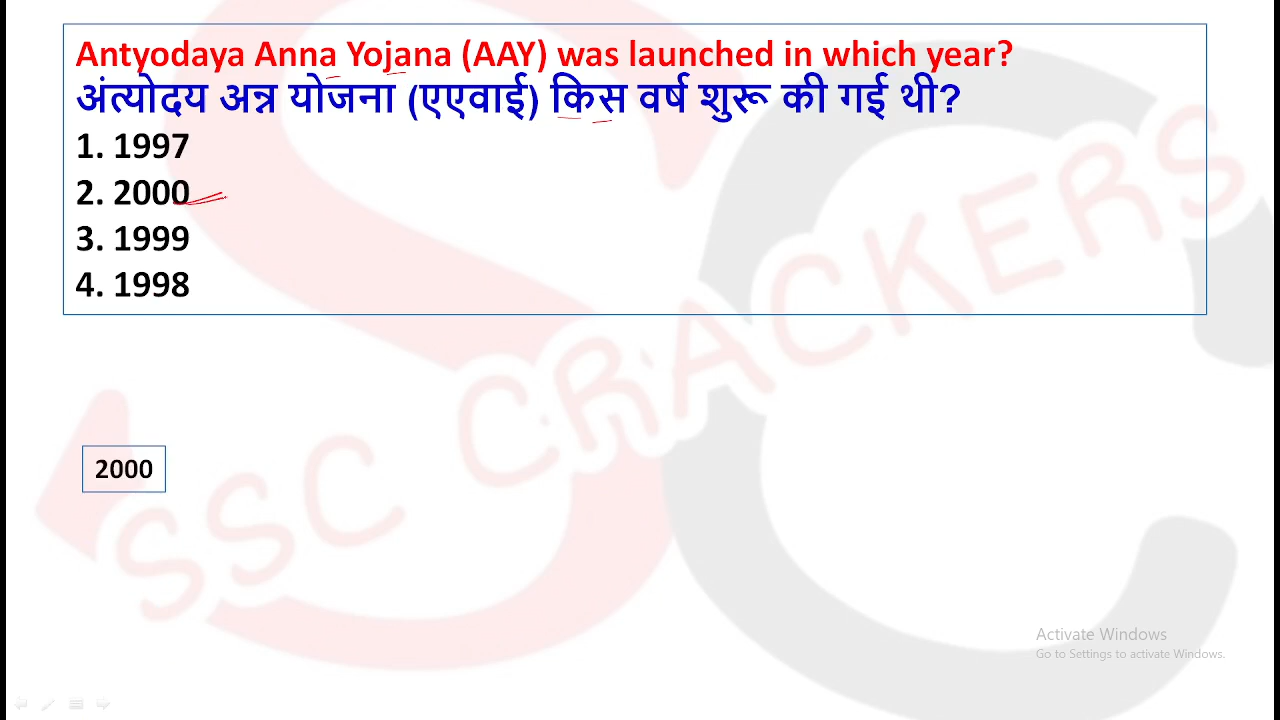 Antyodaya Anna Yojana (AAY) was launched in which year?
अंत्योदय अन्न योजना (एएवाई) किस वर्ष शुरू की गई थी?
1. 1997
2. 2000
3. 1999
4. 1998
SSC CRACKERS
2000
Activate Windows
Go to Settings to activate Windows.